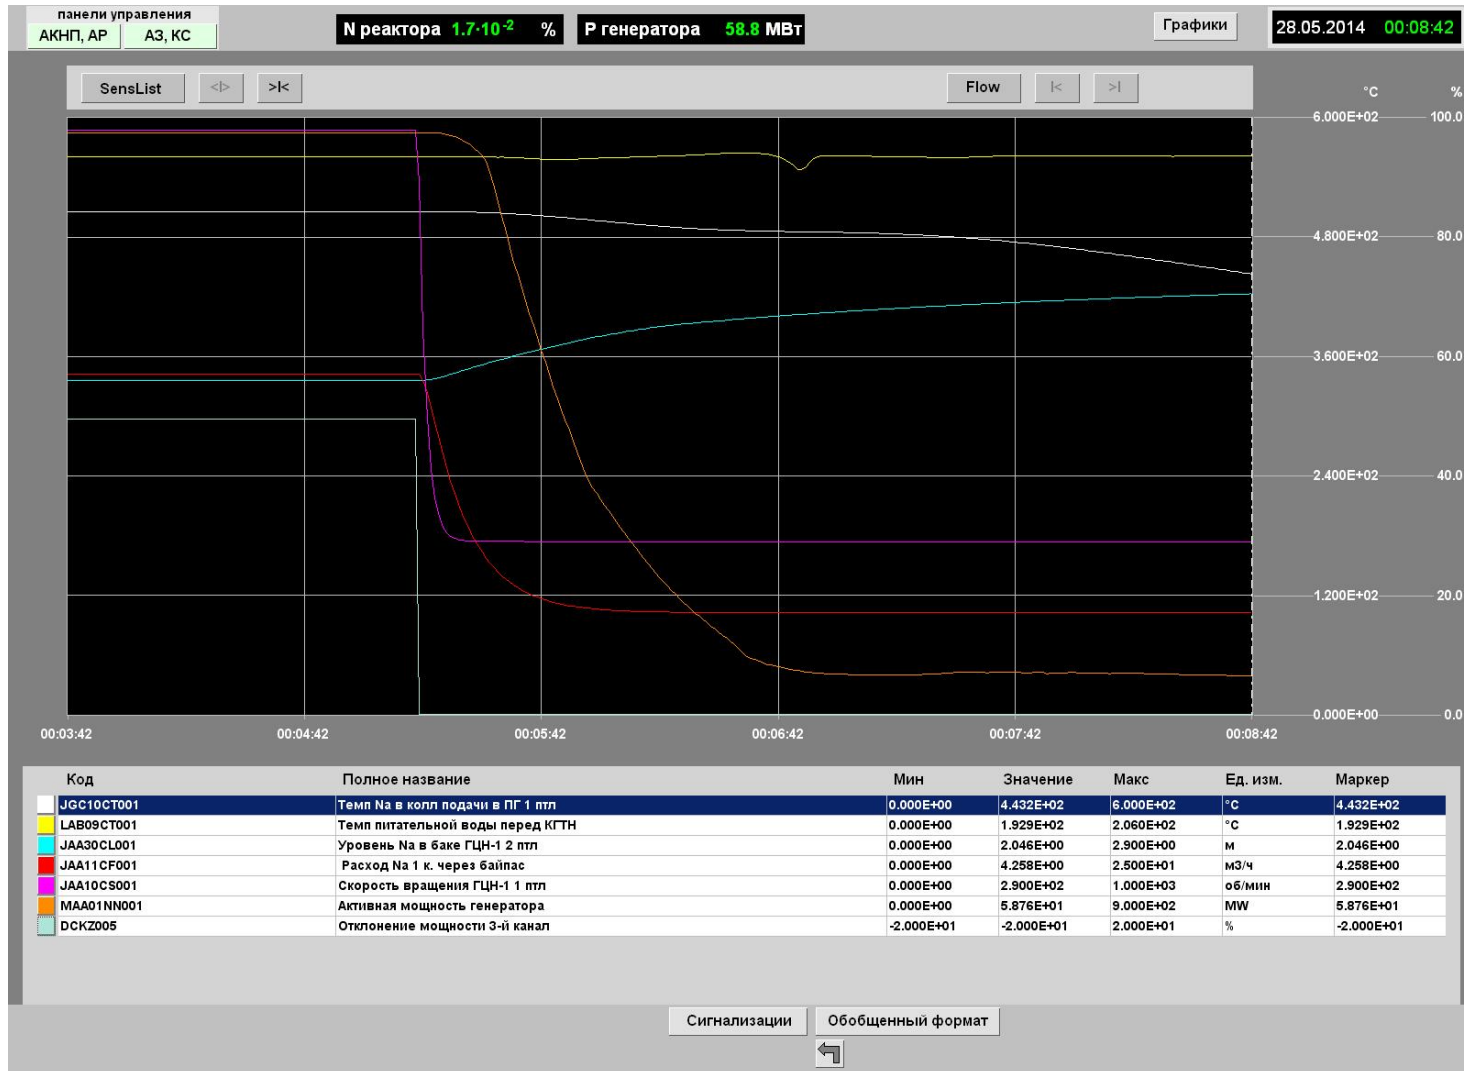 панели управления
АКНП, АР АЗ, КС N реактора 1.7·10⁻² % Р генератора 58.8 МВт Графики 28.05.2014 00:08:42
SensList <|> >|< Flow |< >|
°C %
6.000E+02 100.0
4.800E+02 80.0
3.600E+02 60.0
2.400E+02 40.0
1.200E+02 20.0
0.000E+00 0.0
00:03:42 00:04:42 00:05:42 00:06:42 00:07:42 00:08:42
Код Полное название Мин Значение Макс Ед. изм. Маркер
JGC10CT001 Темп Na в колл подачи в ПГ 1 птл 0.000E+00 4.432E+02 6.000E+02 °C 4.432E+02
LAB09CT001 Темп питательной воды перед КГТН 0.000E+00 1.929E+02 2.060E+02 °C 1.929E+02
JAA30CL001 Уровень Na в баке ГЦН-1 2 птл 0.000E+00 2.046E+00 2.900E+00 м 2.046E+00
JAA11CF001 Расход Na 1 к. через байпас 0.000E+00 4.258E+00 2.500E+01 м3/ч 4.258E+00
JAA10CS001 Скорость вращения ГЦН-1 1 птл 0.000E+00 2.900E+02 1.000E+03 об/мин 2.900E+02
MAA01NN001 Активная мощность генератора 0.000E+00 5.876E+01 9.000E+02 MW 5.876E+01
DCKZ005 Отклонение мощности 3-й канал -2.000E+01 -2.000E+01 2.000E+01 % -2.000E+01
Сигнализации Обобщенный формат